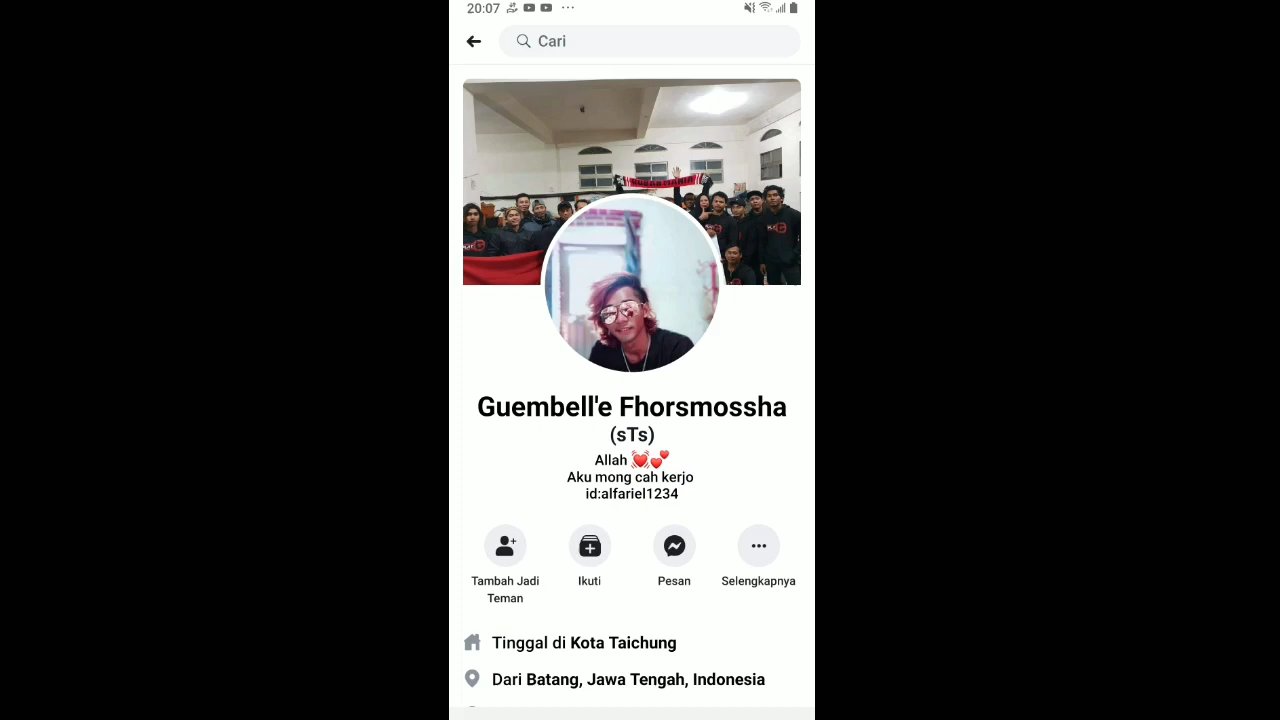 20:07
Cari
Guembell'e Fhorsmossha
(sTs)
Allah 💓💕
Aku mong cah kerjo
id:alfariel1234
Tambah Jadi
Teman
Ikuti
Pesan
Selengkapnya
Tinggal di Kota Taichung
Dari Batang, Jawa Tengah, Indonesia